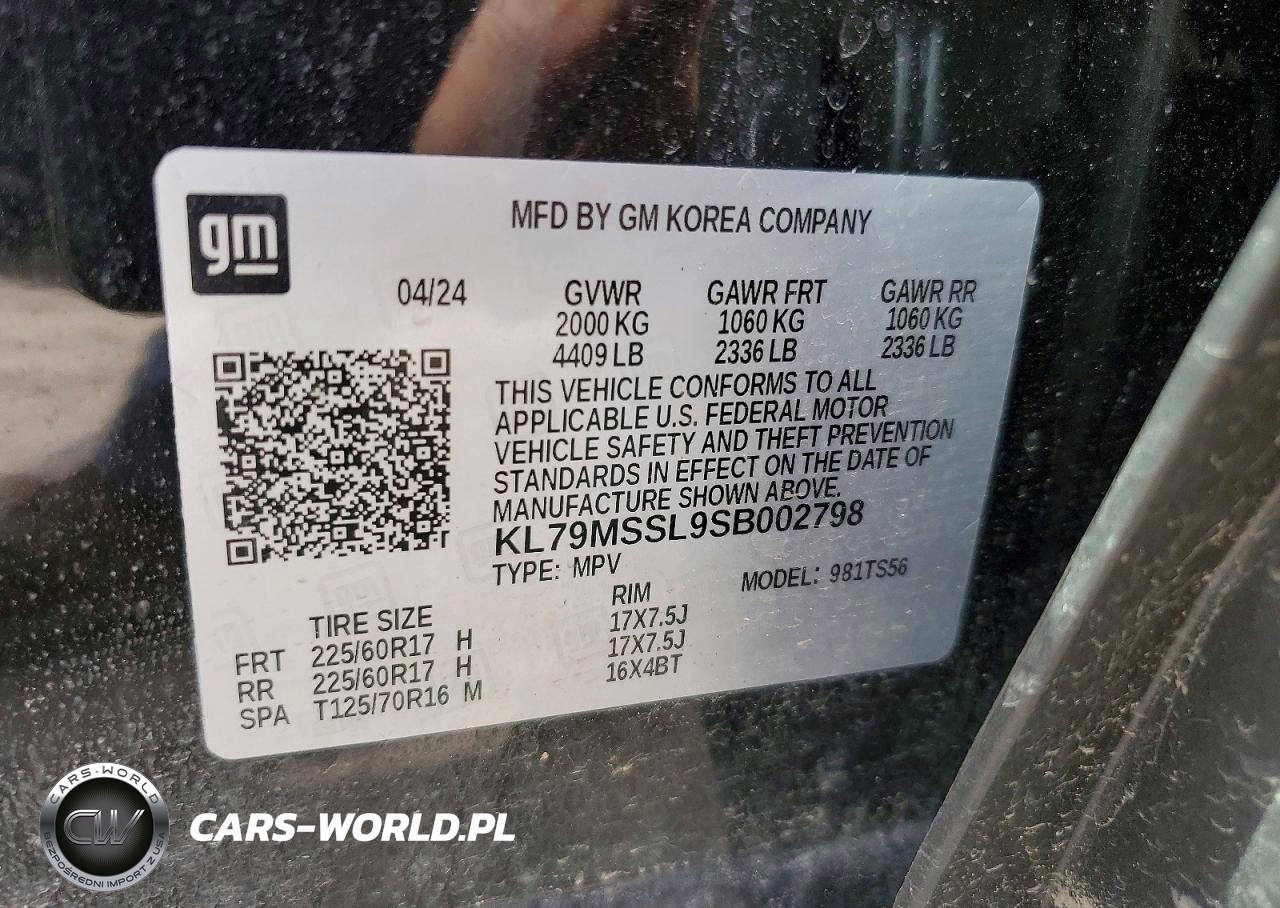 gm
MFD BY GM KOREA COMPANY
04/24 GVWR GAWR FRT GAWR RR
2000 KG 1060 KG 1060 KG
4409 LB 2336 LB 2336 LB
THIS VEHICLE CONFORMS TO ALL
APPLICABLE U.S. FEDERAL MOTOR
VEHICLE SAFETY AND THEFT PREVENTION
STANDARDS IN EFFECT ON THE DATE OF
MANUFACTURE SHOWN ABOVE.
KL79MSSL9SB002798
TYPE: MPV MODEL: 981TS56
TIRE SIZE RIM
FRT 225/60R17 H 17X7.5J
RR 225/60R17 H 17X7.5J
SPA T125/70R16 M 16X4BT
CARS-WORLD
CW
BEZPOŚREDNI IMPORT Z USA
CARS-WORLD.PL